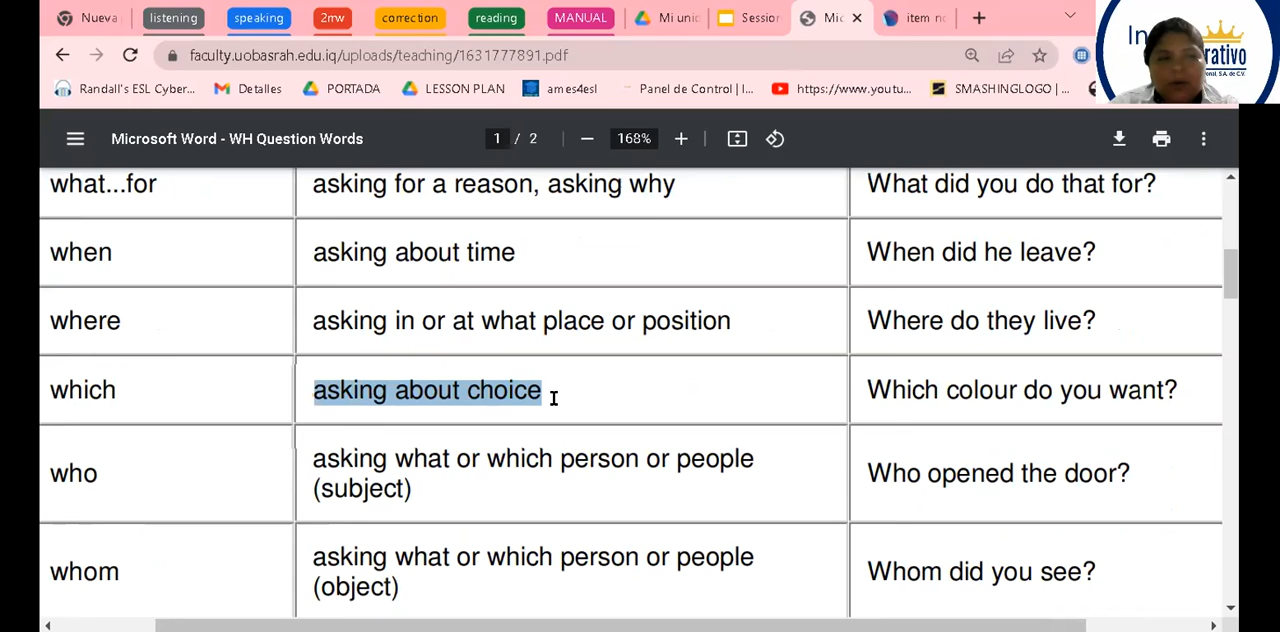 Nueva
listening
speaking
2mw
correction
reading
MANUAL
Mi uni
Session
Mic
item n
faculty.uobasrah.edu.iq/uploads/teaching/1631777891.pdf
Randall's ESL Cyber...
Detalles
PORTADA
LESSON PLAN
ames4esl
Panel de Control | I...
https://www.youtu...
SMASHINGLOGO | ...
In
rativo
Microsoft Word - WH Question Words
1 / 2
168%
what...for
asking for a reason, asking why
What did you do that for?
when
asking about time
When did he leave?
where
asking in or at what place or position
Where do they live?
which
asking about choice
Which colour do you want?
who
asking what or which person or people
(subject)
Who opened the door?
whom
asking what or which person or people
(object)
Whom did you see?